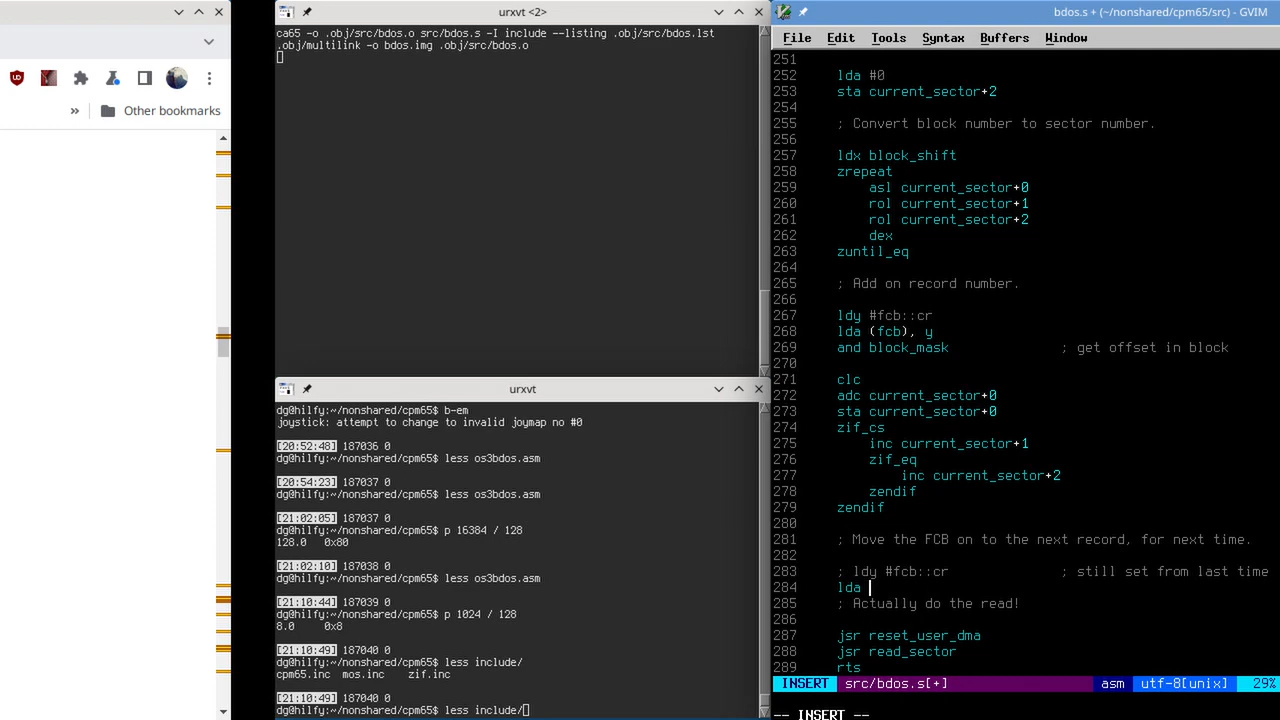 Other bookmarks
urxvt <2>
ca65 -o .obj/src/bdos.o src/bdos.s -I include --listing .obj/src/bdos.lst
.obj/multilink -o bdos.img .obj/src/bdos.o
urxvt
dg@hilfy:~/nonshared/cpm65$ b-em
joystick: attempt to change to invalid joymap no #0
[20:52:48] 187036 0
dg@hilfy:~/nonshared/cpm65$ less os3bdos.asm
[20:54:23] 187037 0
dg@hilfy:~/nonshared/cpm65$ less os3bdos.asm
[21:02:05] 187037 0
dg@hilfy:~/nonshared/cpm65$ p 16384 / 128
128.0   0x80
[21:02:10] 187038 0
dg@hilfy:~/nonshared/cpm65$ less os3bdos.asm
[21:10:44] 187039 0
dg@hilfy:~/nonshared/cpm65$ p 1024 / 128
8.0     0x8
[21:10:49] 187040 0
dg@hilfy:~/nonshared/cpm65$ less include/
cpm65.inc  mos.inc    zif.inc
[21:10:49] 187040 0
dg@hilfy:~/nonshared/cpm65$ less include/
bdos.s + (~/nonshared/cpm65/src) - GVIM
File Edit Tools Syntax Buffers Window
251
252     lda #0
253     sta current_sector+2
254
255     ; Convert block number to sector number.
256
257     ldx block_shift
258     zrepeat
259         asl current_sector+0
260         rol current_sector+1
261         rol current_sector+2
262         dex
263     zuntil_eq
264
265     ; Add on record number.
266
267     ldy #fcb::cr
268     lda (fcb), y
269     and block_mask              ; get offset in block
270
271     clc
272     adc current_sector+0
273     sta current_sector+0
274     zif_cs
275         inc current_sector+1
276         zif_eq
277             inc current_sector+2
278         zendif
279     zendif
280
281     ; Move the FCB on to the next record, for next time.
282
283     ; ldy #fcb::cr                ; still set from last time
284     lda
285     ; Actually do the read!
286
287     jsr reset_user_dma
288     jsr read_sector
289     rts
INSERT src/bdos.s[+] asm utf-8[unix] 29%
-- INSERT --